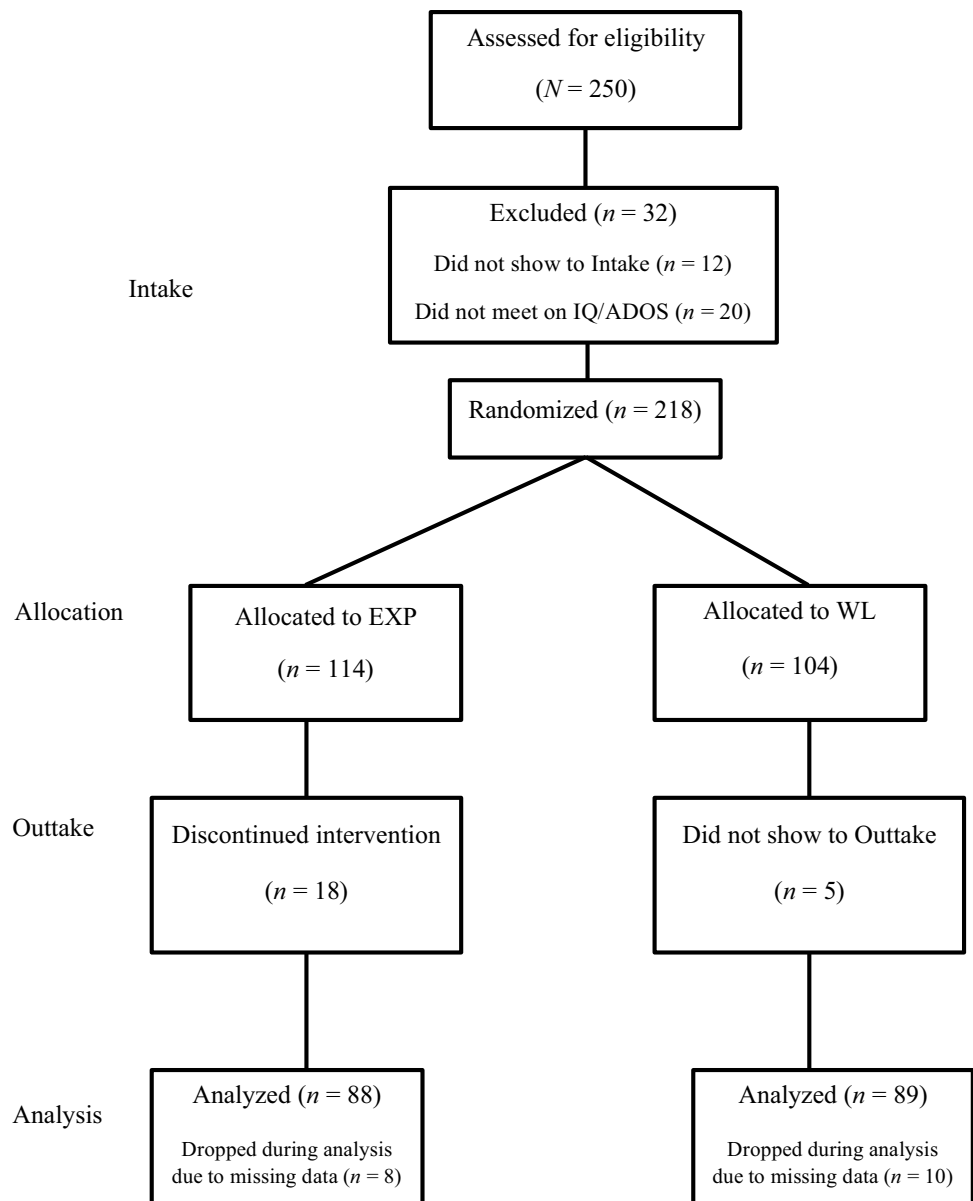 Assessed for eligibility
(N = 250)
Excluded (n = 32)
Did not show to Intake (n = 12)
Did not meet on IQ/ADOS (n = 20)
Intake
Randomized (n = 218)
Allocation
Allocated to EXP
(n = 114)
Allocated to WL
(n = 104)
Outtake
Discontinued intervention
(n = 18)
Did not show to Outtake
(n = 5)
Analysis
Analyzed (n = 88)
Dropped during analysis
due to missing data (n = 8)
Analyzed (n = 89)
Dropped during analysis
due to missing data (n = 10)